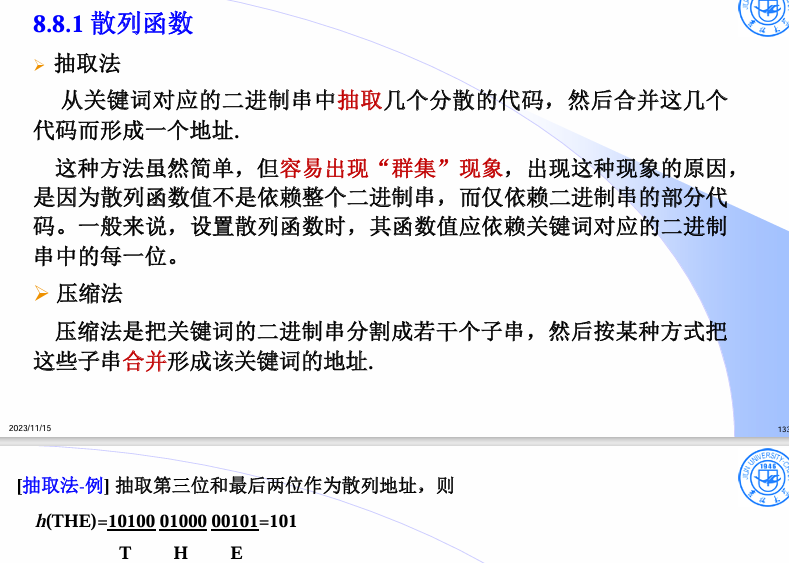 8.8.1 散列函数
➢ 抽取法
从关键词对应的二进制串中抽取几个分散的代码，然后合并这几个
代码而形成一个地址.
这种方法虽然简单，但容易出现“群集”现象，出现这种现象的原因，
是因为散列函数值不是依赖整个二进制串，而仅依赖二进制串的部分代
码。一般来说，设置散列函数时，其函数值应依赖关键词对应的二进制
串中的每一位。
➢ 压缩法
压缩法是把关键词的二进制串分割成若干个子串，然后按某种方式把
这些子串合并形成该关键词的地址.
2023/11/15
133
[抽取法-例] 抽取第三位和最后两位作为散列地址，则
h(THE)=10100 01000 00101=101
T H E
1946